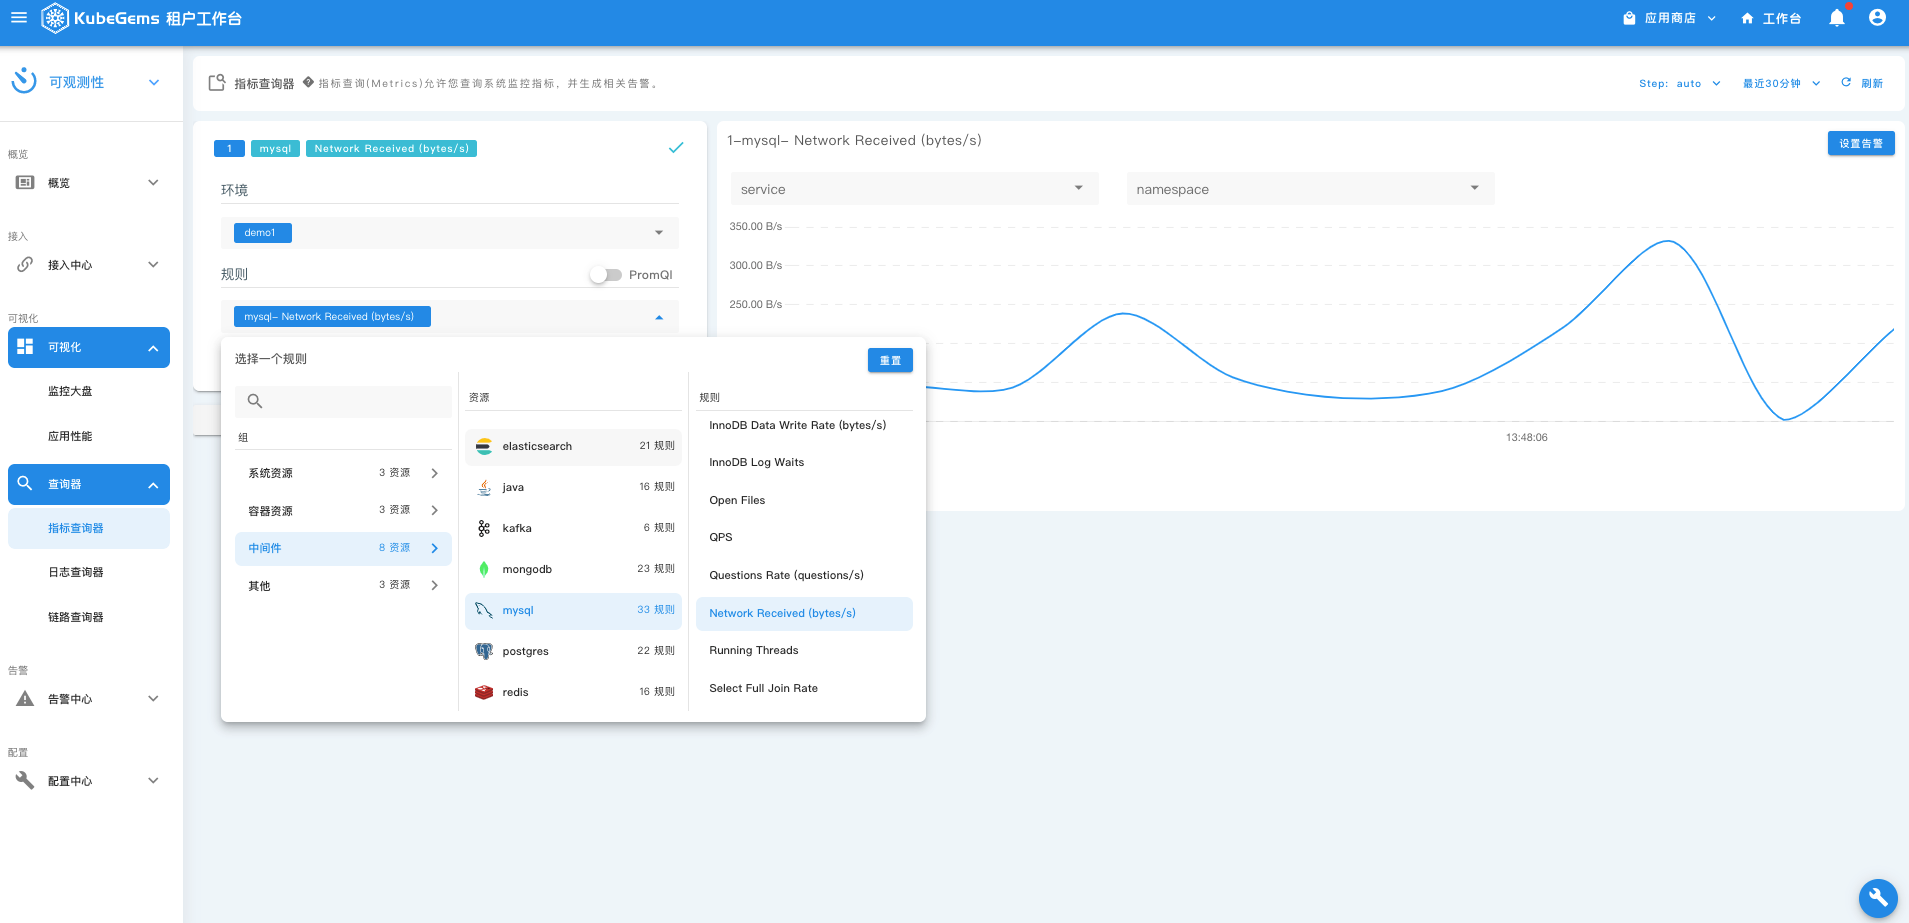 KubeGems 租户工作台
应用商店
工作台
可观测性
概览
概览
接入
接入中心
可视化
可视化
监控大盘
应用性能
查询器
指标查询器
日志查询器
链路查询器
告警
告警中心
配置
配置中心
指标查询器 指标查询(Metrics)允许您查询系统监控指标，并生成相关告警。
Step: auto
最近30分钟
刷新
1 mysql Network Received (bytes/s)
环境
demo1
规则
PromQl
mysql- Network Received (bytes/s)
选择一个规则
重置
组
系统资源 3 资源
容器资源 3 资源
中间件 8 资源
其他 3 资源
资源
elasticsearch 21 规则
java 16 规则
kafka 6 规则
mongodb 23 规则
mysql 33 规则
postgres 22 规则
redis 16 规则
规则
InnoDB Data Write Rate (bytes/s)
InnoDB Log Waits
Open Files
QPS
Questions Rate (questions/s)
Network Received (bytes/s)
Running Threads
Select Full Join Rate
1-mysql- Network Received (bytes/s)
设置告警
service
namespace
350.00 B/s
300.00 B/s
250.00 B/s
13:48:06